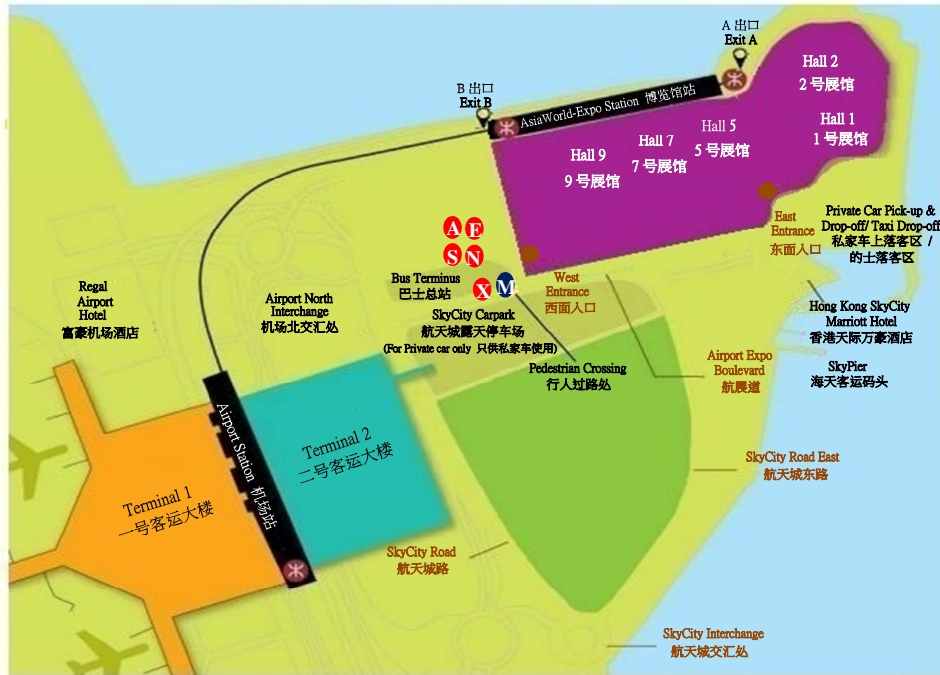 A 出口
Exit A
B 出口
Exit B
AsiaWorld-Expo Station 博览馆站
Hall 2
2 号展馆
Hall 1
1 号展馆
Hall 5
5 号展馆
Hall 7
7 号展馆
Hall 9
9 号展馆
East
Entrance
东面入口
Private Car Pick-up &
Drop-off/ Taxi Drop-off
私家车上落客区 /
的士落客区
A E
S N
X M
Bus Terminus
巴士总站
West
Entrance
西面入口
SkyCity Carpark
航天城露天停车场
(For Private car only 只供私家车使用)
Regal
Airport
Hotel
富豪机场酒店
Airport North
Interchange
机场北交汇处
Hong Kong SkyCity
Marriott Hotel
香港天际万豪酒店
SkyPier
海天客运码头
Pedestrian Crossing
行人过路处
Airport Expo
Boulevard
航展道
Airport Station 机场站
Terminal 2
二号客运大楼
Terminal 1
一号客运大楼
SkyCity Road East
航天城东路
SkyCity Road
航天城路
SkyCity Interchange
航天城交汇处